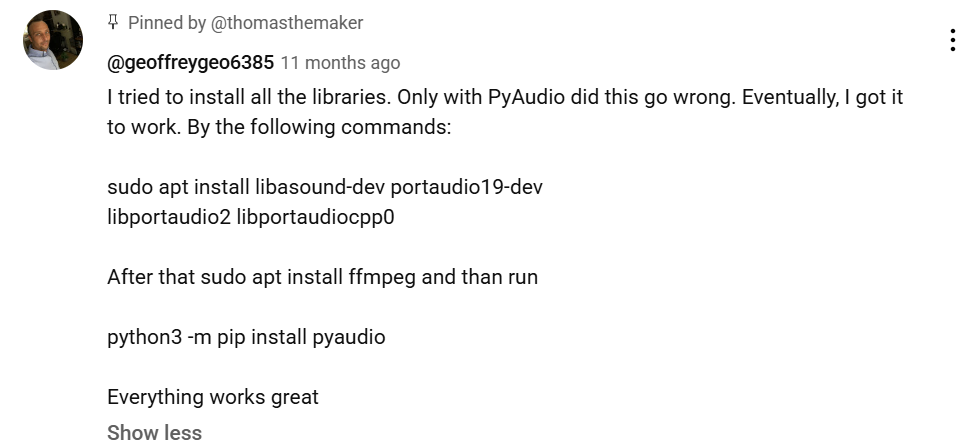 Pinned by @thomasthemaker
@geoffreygeo6385 11 months ago
I tried to install all the libraries. Only with PyAudio did this go wrong. Eventually, I got it
to work. By the following commands:
sudo apt install libasound-dev portaudio19-dev
libportaudio2 libportaudiocpp0
After that sudo apt install ffmpeg and than run
python3 -m pip install pyaudio
Everything works great
Show less